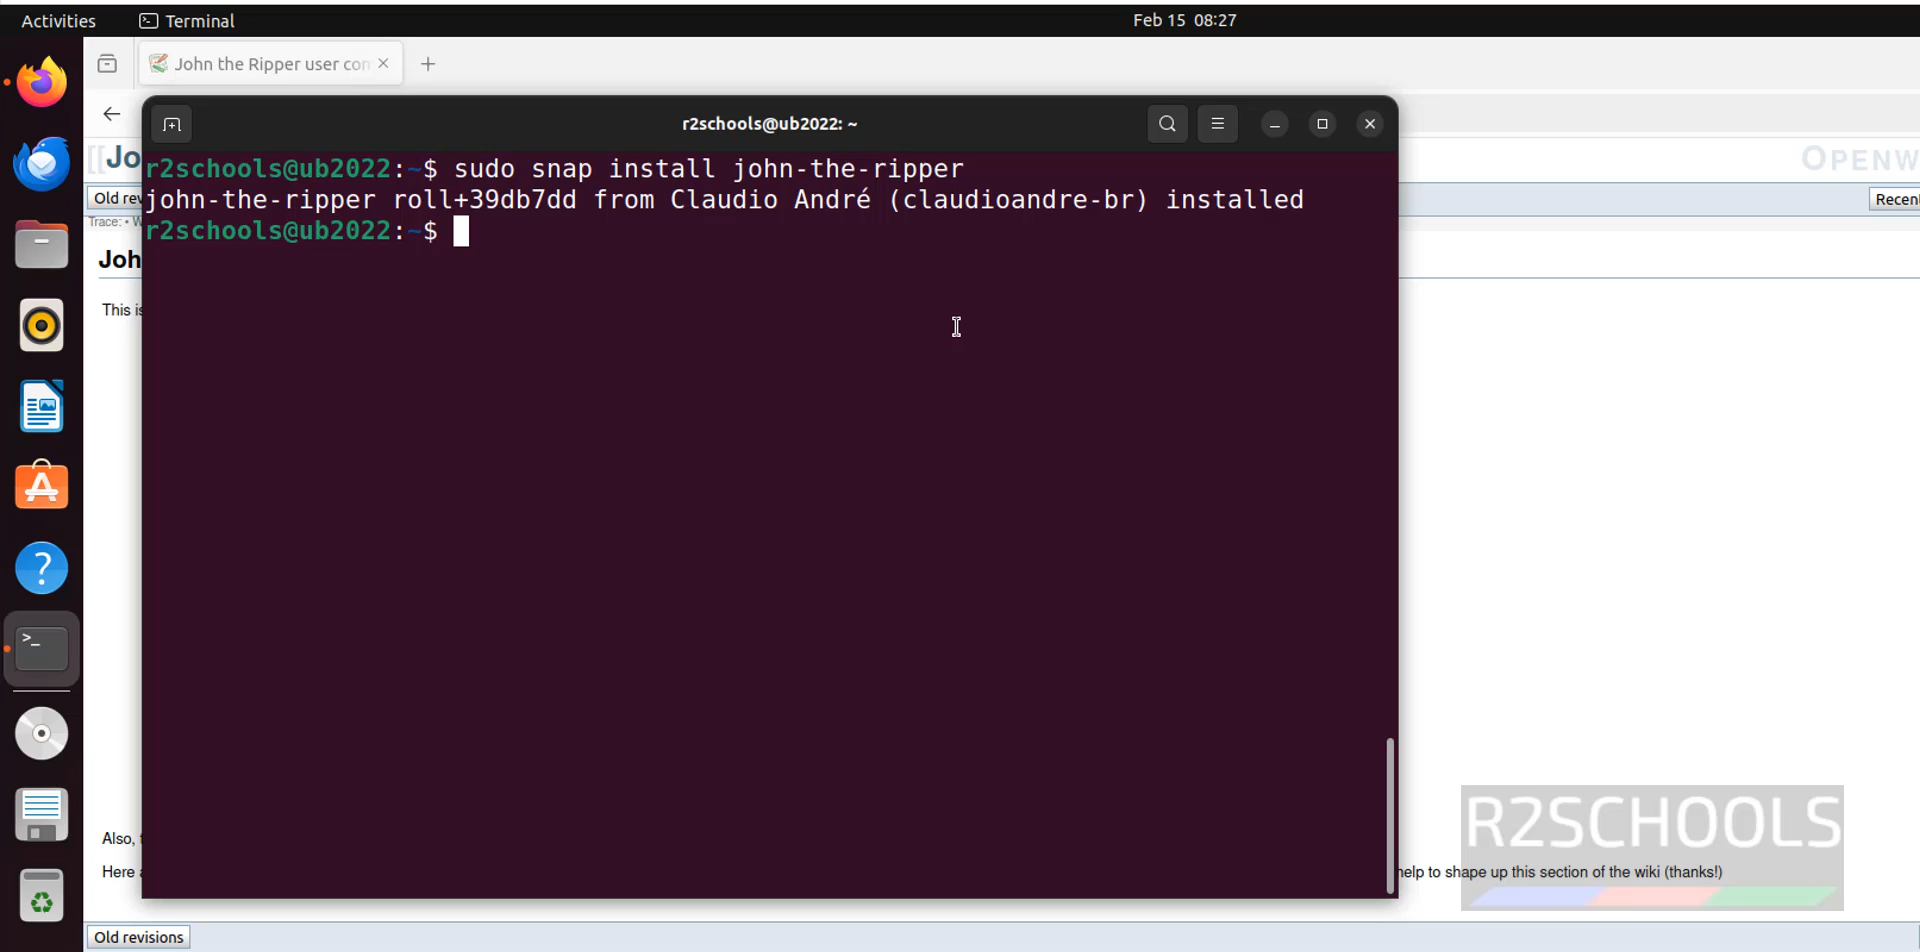 Activities
Terminal
Feb 15 08:27
John the Ripper user con
r2schools@ub2022: ~
[[Jo
OPENW
r2schools@ub2022:~$ sudo snap install john-the-ripper
Old rev
john-the-ripper roll+39db7dd from Claudio André (claudioandre-br) installed
Recen
Trace: • W
r2schools@ub2022:~$
Joh
This is
R2SCHOOLS
Also,
Here
help to shape up this section of the wiki (thanks!)
Old revisions